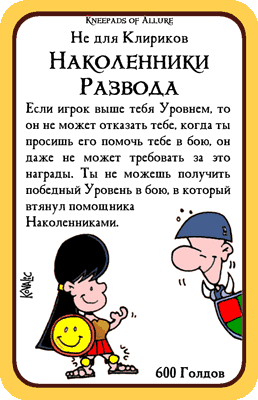 Kneepads of Allure
Не для Клириков
Наколенники
Развода
Если игрок выше тебя Уровнем, то
он не может отказать тебе, когда ты
просишь его помочь тебе в бою, он
даже не может требовать за это
награды. Ты не можешь получить
победный Уровень в бою, в который
втянул помощника
Наколенниками.
Kovalic
600 Голдов